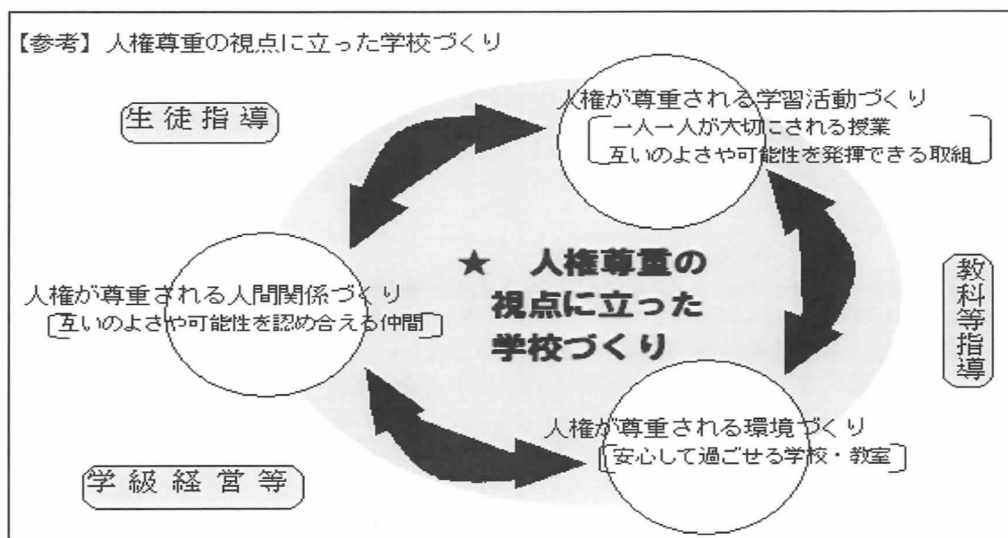 【参考】人権尊重の視点に立った学校づくり
生徒指導
人権が尊重される学習活動づくり
一人一人が大切にされる授業
互いのよさや可能性を発揮できる取組
人権が尊重される人間関係づくり
互いのよさや可能性を認め合える仲間
★　人権尊重の
視点に立った
学校づくり
教科等指導
人権が尊重される環境づくり
安心して過ごせる学校・教室
学級経営等